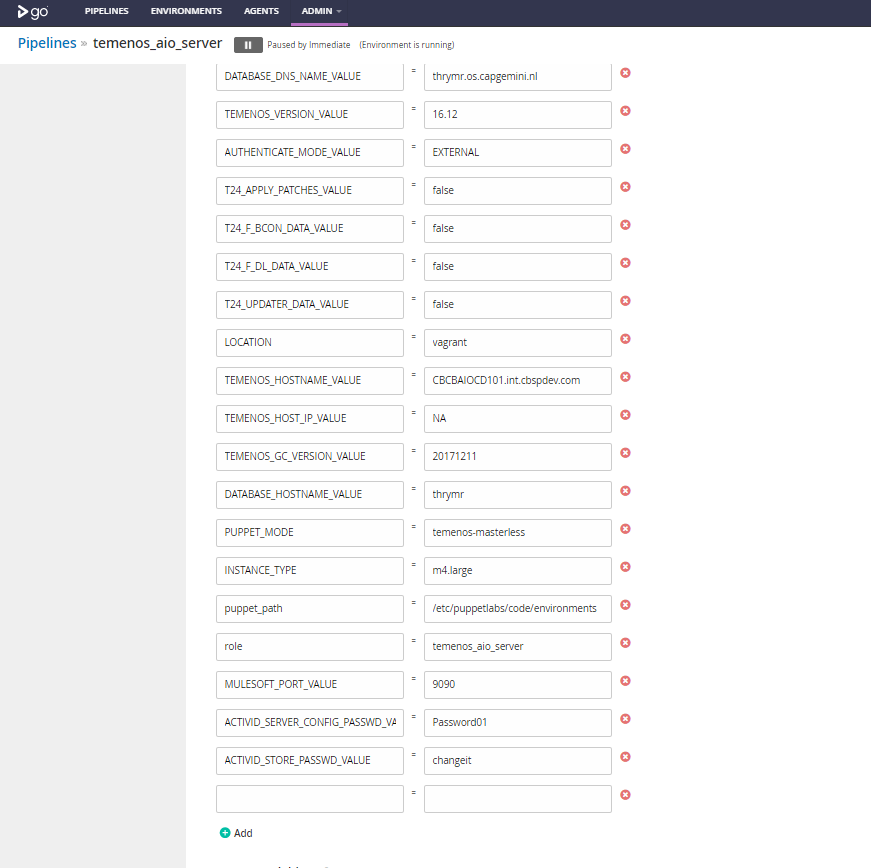 go PIPELINES ENVIRONMENTS AGENTS ADMIN
Pipelines » temenos_aio_server Paused by Immediate (Environment is running)
DATABASE_DNS_NAME_VALUE = thrymr.os.capgemini.nl
TEMENOS_VERSION_VALUE = 16.12
AUTHENTICATE_MODE_VALUE = EXTERNAL
T24_APPLY_PATCHES_VALUE = false
T24_F_BCON_DATA_VALUE = false
T24_F_DL_DATA_VALUE = false
T24_UPDATER_DATA_VALUE = false
LOCATION = vagrant
TEMENOS_HOSTNAME_VALUE = CBCBAIOCD101.int.cbspdev.com
TEMENOS_HOST_IP_VALUE = NA
TEMENOS_GC_VERSION_VALUE = 20171211
DATABASE_HOSTNAME_VALUE = thrymr
PUPPET_MODE = temenos-masterless
INSTANCE_TYPE = m4.large
puppet_path = /etc/puppetlabs/code/environments
role = temenos_aio_server
MULESOFT_PORT_VALUE = 9090
ACTIVID_SERVER_CONFIG_PASSWD_VA = Password01
ACTIVID_STORE_PASSWD_VALUE = changeit
=
Add